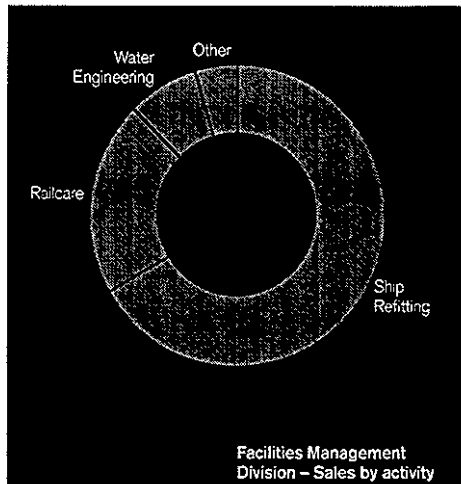 Other
Water
Engineering
Railcare
Ship
Refitting
Facilities Management
Division – Sales by activity